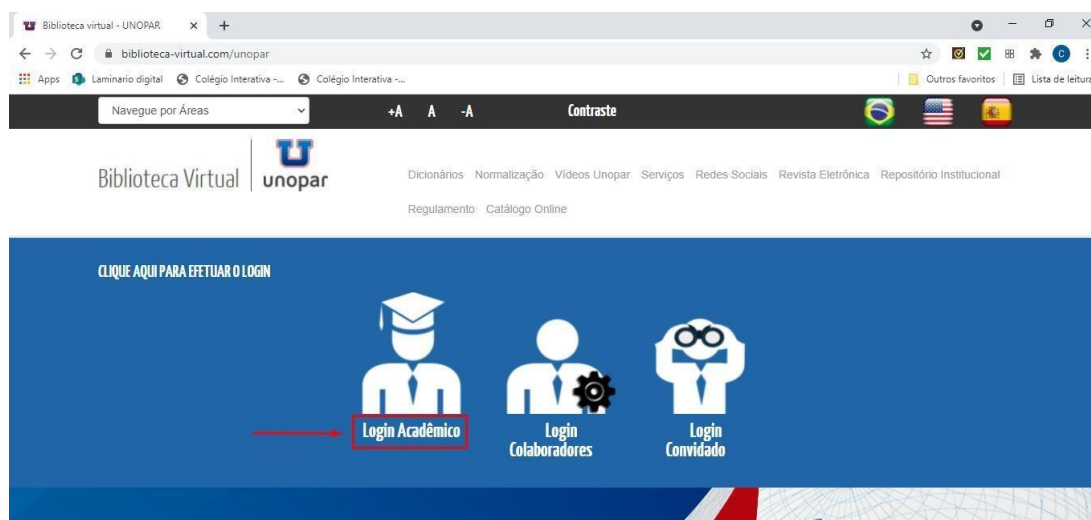 Biblioteca virtual - UNOPAR
biblioteca-virtual.com/unopar
Apps Laminario digital Colégio Interativa -... Colégio Interativa -... Outros favoritos Lista de leitura
Navegue por Áreas +A A -A Contraste
Biblioteca Virtual unopar
Dicionários Normalização Vídeos Unopar Serviços Redes Sociais Revista Eletrônica Repositório Institucional
Regulamento Catálogo Online
CLIQUE AQUI PARA EFETUAR O LOGIN
Login Acadêmico
Login
Colaboradores
Login
Convidado